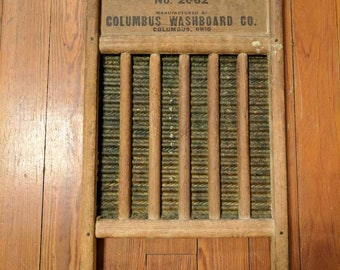 No. 2062
MANUFACTURED BY
COLUMBUS WASHBOARD CO.
COLUMBUS, OHIO